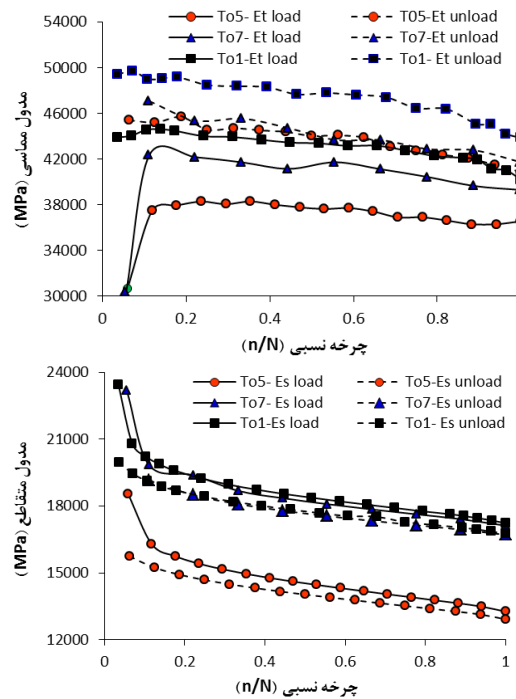 To5- Et load
T05-Et unload
To7- Et load
To7-Et unload
To1-Et load
To1- Et unload
54000
50000
46000
42000
38000
34000
30000
مدول مماسی (MPa)
0
0.2
0.4
0.6
0.8
1
چرخه نسبی (n/N)
To5- Es load
To5-Es unload
To7- Es load
To7-Es unload
To1-Es load
To1- Es unload
24000
21000
18000
15000
12000
مدول متقاطع (MPa)
0
0.2
0.4
0.6
0.8
1
چرخه نسبی (n/N)